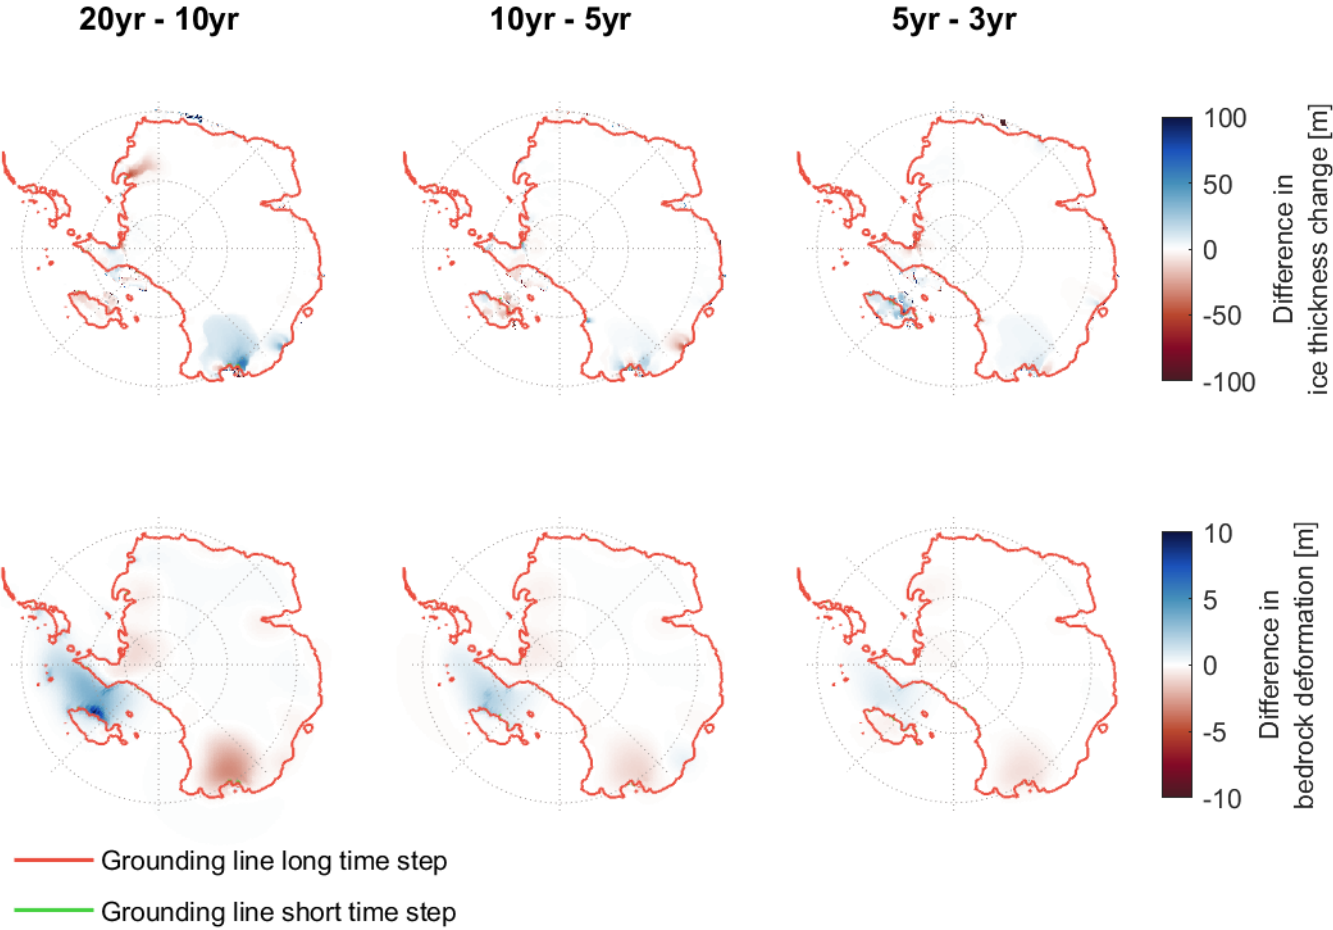 20yr - 10yr
10yr - 5yr
5yr - 3yr
100
50
0
-50
-100
Difference in
ice thickness change [m]
10
5
0
-5
-10
Difference in
bedrock deformation [m]
Grounding line long time step
Grounding line short time step